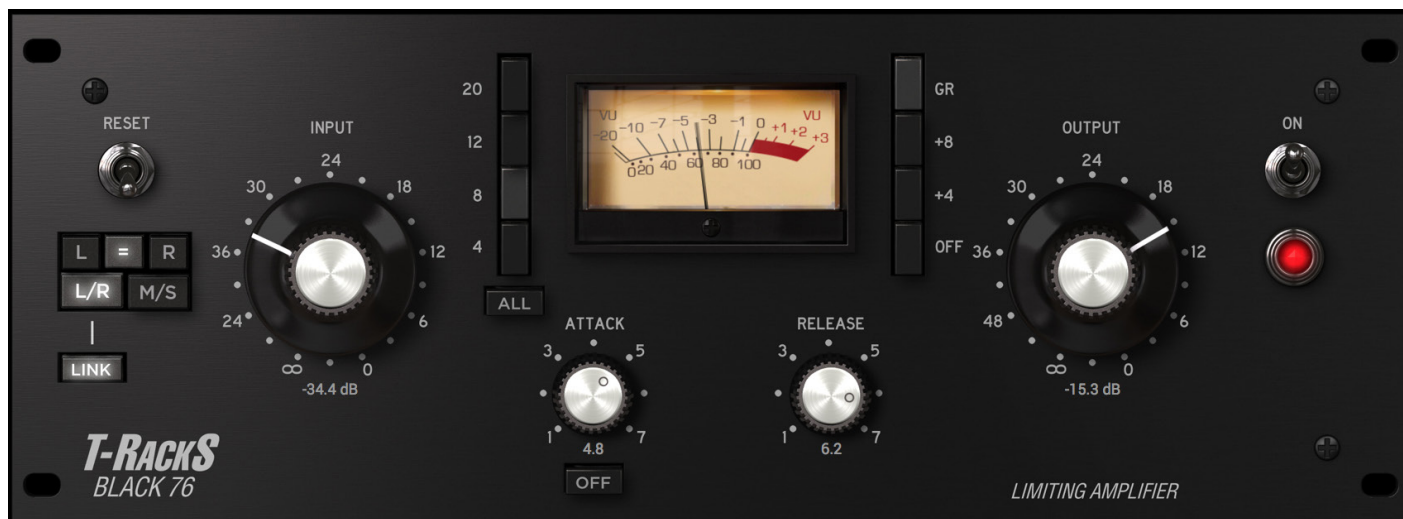 RESET
L = R
L/R M/S
LINK
T-RackS
BLACK 76
INPUT
24
30 18
36 12
24 6
∞ 0
-34.4 dB
20
12
8
4
ALL
VU VU
-20 -10 -7 -5 -3 -1 0 +1 +2 +3
0 20 40 60 80 100
GR
+8
+4
OFF
ATTACK
3 5
1 7
4.8
OFF
RELEASE
3 5
1 7
6.2
OUTPUT
24
30 18
36 12
48 6
∞ 0
-15.3 dB
ON
LIMITING AMPLIFIER